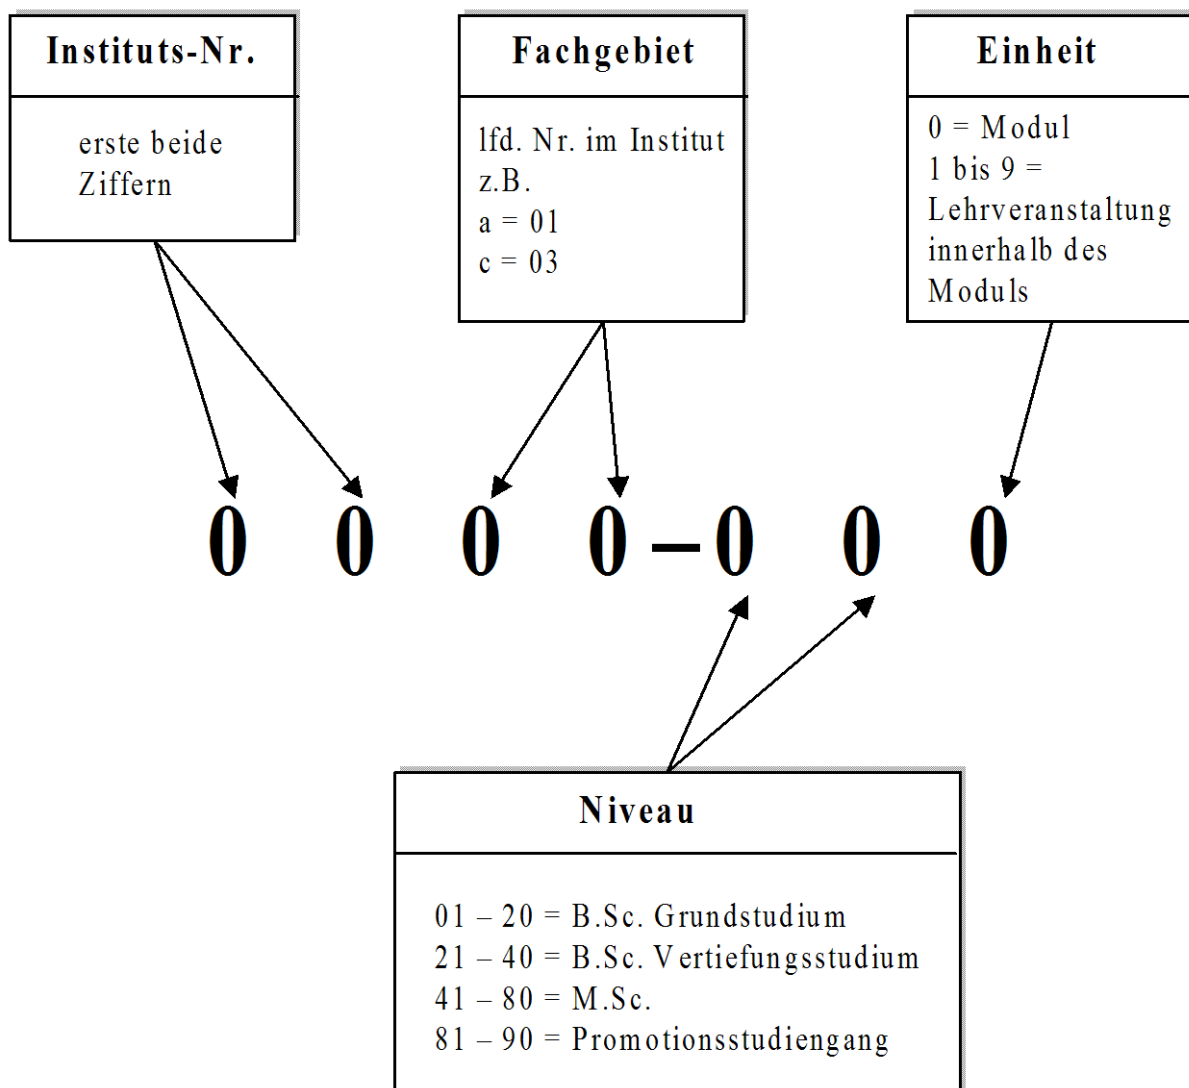 Instituts-Nr.
erste beide
Ziffern
Fachgebiet
lfd. Nr. im Institut
z.B.
a = 01
c = 03
Einheit
0 = Modul
1 bis 9 =
Lehrveranstaltung
innerhalb des
Moduls
0 0 0 0 – 0 0 0
Niveau
01 – 20 = B.Sc. Grundstudium
21 – 40 = B.Sc. Vertiefungsstudium
41 – 80 = M.Sc.
81 – 90 = Promotionsstudiengang